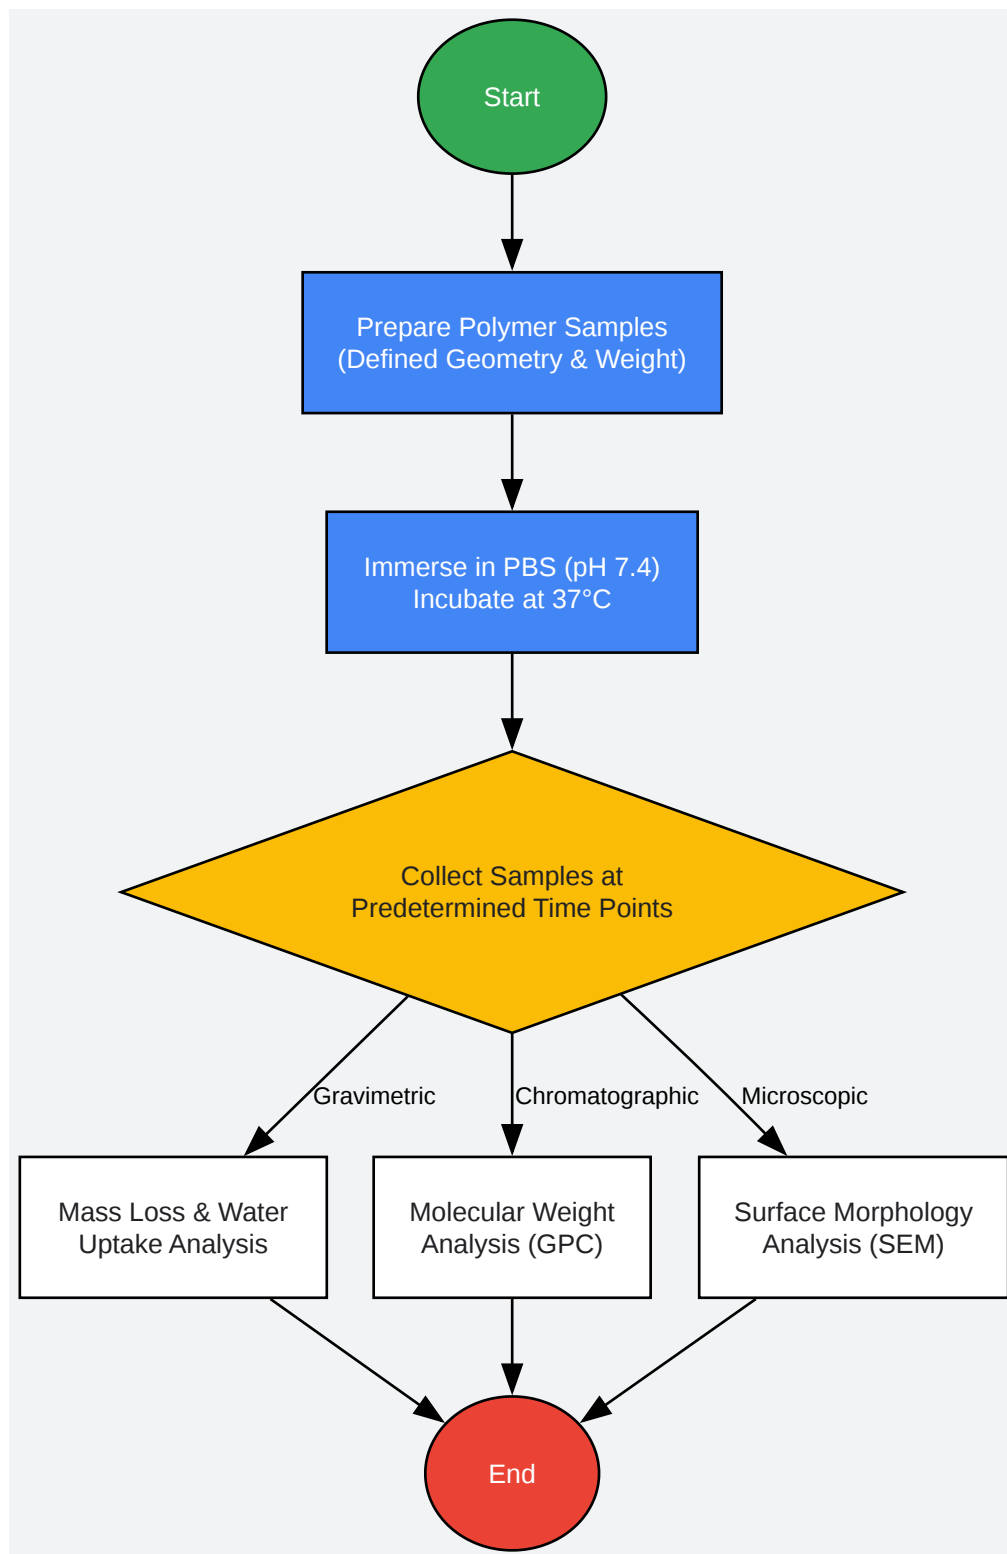 Start
Prepare Polymer Samples
(Defined Geometry & Weight)
Immerse in PBS (pH 7.4)
Incubate at 37°C
Collect Samples at
Predetermined Time Points
Gravimetric
Chromatographic
Microscopic
Mass Loss & Water
Uptake Analysis
Molecular Weight
Analysis (GPC)
Surface Morphology
Analysis (SEM)
End